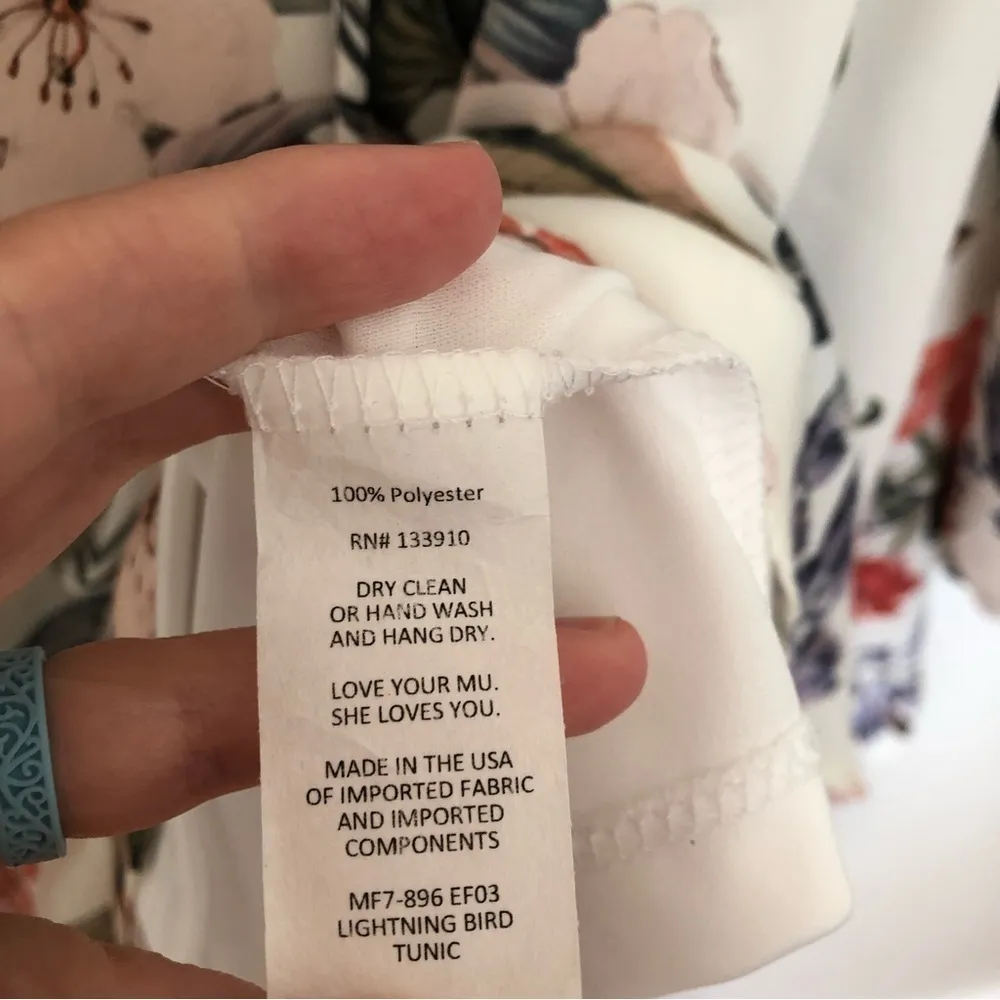 100% Polyester
RN# 133910
DRY CLEAN
OR HAND WASH
AND HANG DRY.
LOVE YOUR MU.
SHE LOVES YOU.
MADE IN THE USA
OF IMPORTED FABRIC
AND IMPORTED
COMPONENTS
MF7-896 EF03
LIGHTNING BIRD
TUNIC